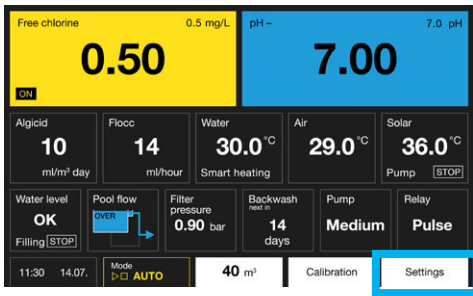 Free chlorine 0.5 mg/L pH – 7.0 pH
0.50 7.00
ON
Algicid Flocc Water Air Solar
10 14 30.0°C 29.0°C 36.0°C
ml/m³ day ml/hour Smart heating Pump STOP
Water level Pool flow Filter pressure Backwash next in Pump Relay
OK OVER 0.90 bar 14 days Medium Pulse
Filling STOP
11:30 14.07. Mode AUTO 40 m³ Calibration Settings